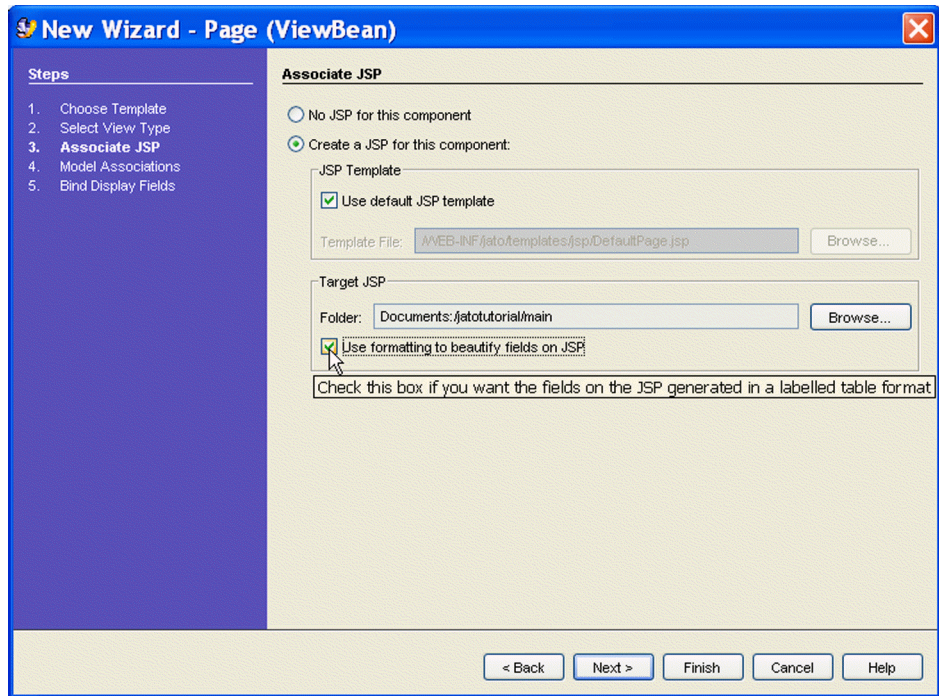 New Wizard - Page (ViewBean)
Steps
1. Choose Template
2. Select View Type
3. Associate JSP
4. Model Associations
5. Bind Display Fields
Associate JSP
No JSP for this component
Create a JSP for this component:
JSP Template
Use default JSP template
Template File: /WEB-INF/jato/templates/jsp/DefaultPage.jsp Browse...
Target JSP
Folder: Documents:/jatotutorial/main Browse...
Use formatting to beautify fields on JSP
Check this box if you want the fields on the JSP generated in a labelled table format
< Back Next > Finish Cancel Help